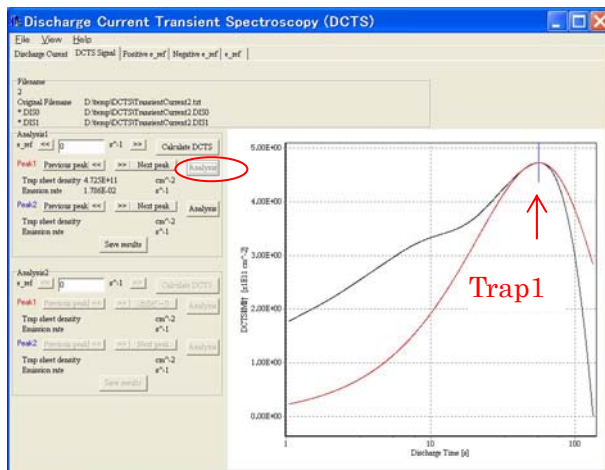 Discharge Current Transient Spectroscopy (DCTS)
File View Help
Discharge Current DCTS Signal Positive e_ref Negative e_ref e_ref
Filename
2
Original Filename D:\temp\DCTS\TransientCurrent2.txt
*.DIS0 D:\temp\DCTS\TransientCurrent2.DIS0
*.DIS1 D:\temp\DCTS\TransientCurrent2.DIS1
Analysis1
e_ref << 0 s^-1 >> Calculate DCTS
Peak1 Previous peak << >> Next peak Analysis
Trap sheet density 4.725E+11 cm^-2
Emission rate 1.786E-02 s^-1
Peak2 Previous peak << >> Next peak Analysis
Trap sheet density cm^-2
Emission rate s^-1
Save results
Analysis2
e_ref << 0 s^-1 >> Calculate DCTS
Peak1 Previous peak << >> Next peak Analysis
Trap sheet density cm^-2
Emission rate s^-1
Peak2 Previous peak << >> Next peak Analysis
Trap sheet density cm^-2
Emission rate s^-1
Save results
5.00E+00
4.00E+00
3.00E+00
2.00E+00
1.00E+00
0.00E+00
[x1E11 cm^-2]
Trap1
1 10 100
Discharge Time [s]